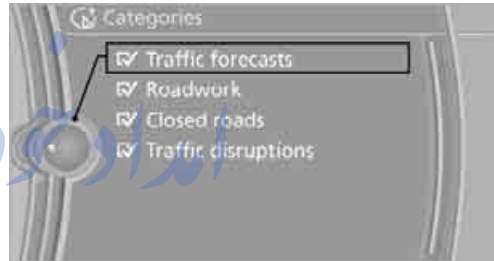 Categories
Traffic forecasts
Roadwork
Closed roads
Traffic disruptions